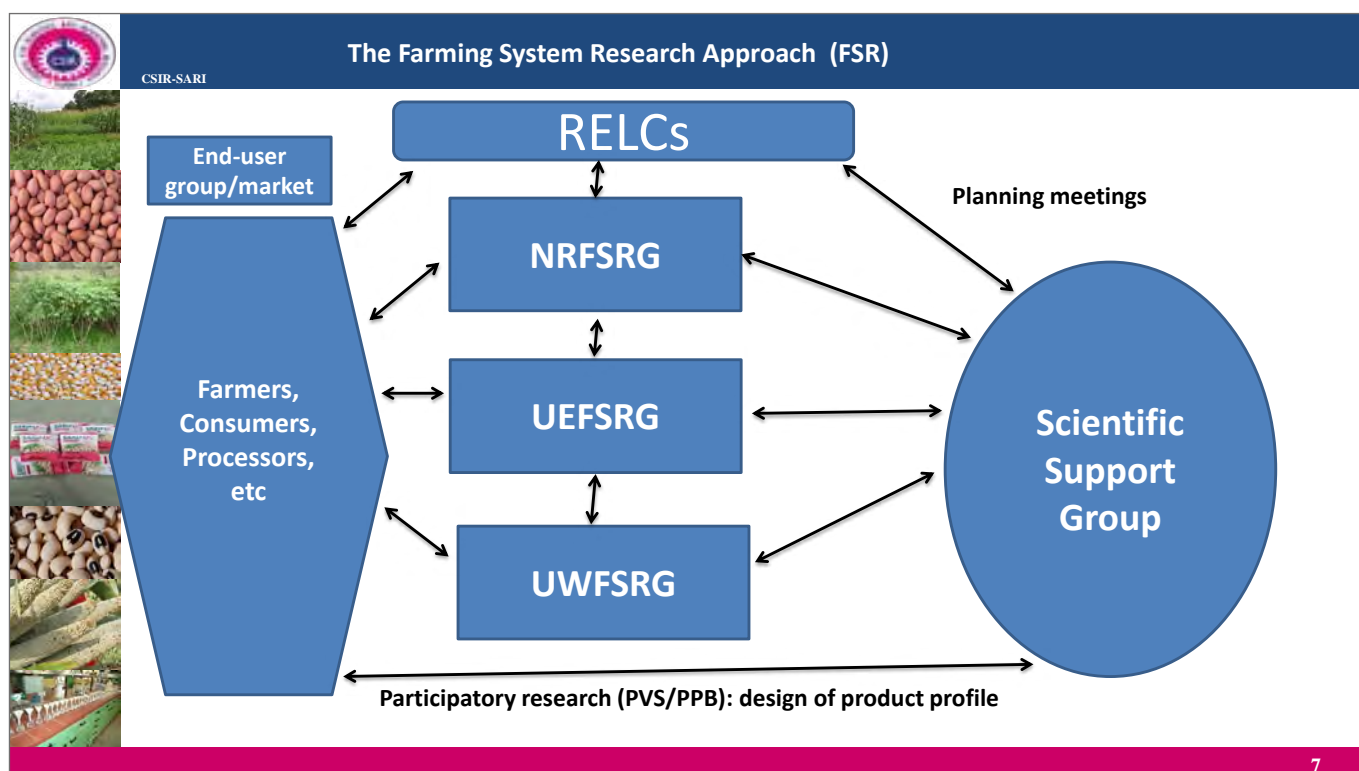 The Farming System Research Approach  (FSR)
CSIR-SARI
RELCs
End-user
group/market
Planning meetings
NRFSRG
Farmers,
Consumers,
Processors,
etc
UEFSRG
Scientific
Support
Group
UWFSRG
Participatory research (PVS/PPB): design of product profile
7